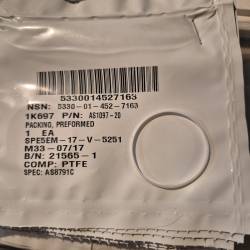 5330014527163
NSN: 5330-01-452-7163
1K697 P/N: AS1097-20
PACKING, PREFORMED
1 EA
SPE5EM-17-V-5251
M33-07/17
B/N: 21565-1
COMP: PTFE
SPEC: AS8791C